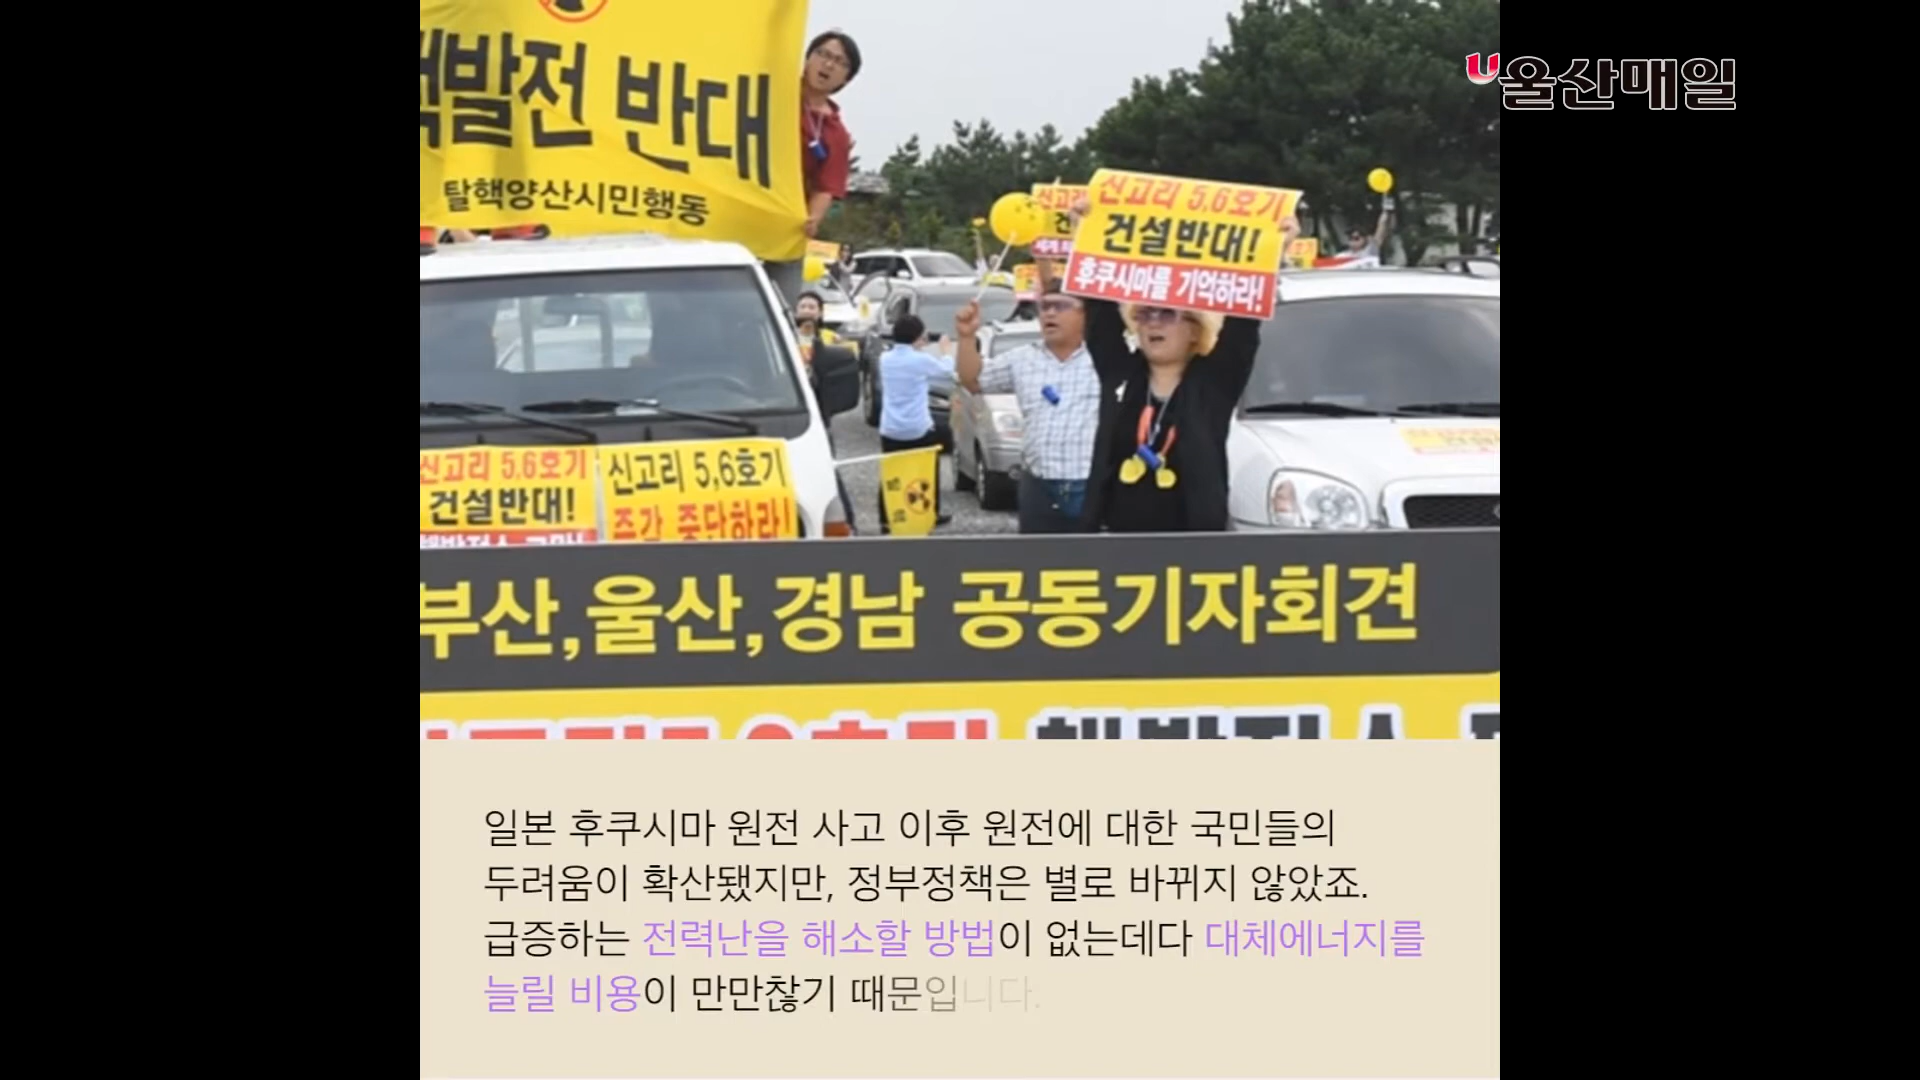 울산매일
핵발전 반대
탈핵양산시민행동
신고리 5,6호기
건설반대!
후쿠시마를 기억하라!
신고리 5,6호기
건설반대!
신고리 5,6호기
즉각 중단하라!
부산,울산,경남 공동기자회견
일본 후쿠시마 원전 사고 이후 원전에 대한 국민들의
두려움이 확산됐지만, 정부정책은 별로 바뀌지 않았죠.
급증하는 전력난을 해소할 방법이 없는데다 대체에너지를
늘릴 비용이 만만찮기 때문입니다.